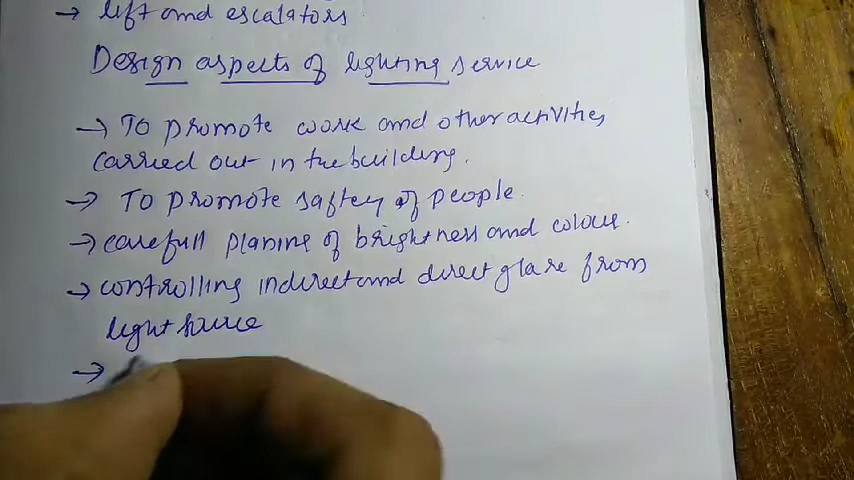 → lift and escalators
Design aspects of lighting service
→ To promote work and other activities
carried out in the building.
→ To promote saftey of people.
→ carefull planing of brightness and colour.
→ controlling indirect and direct glare from
light source
→